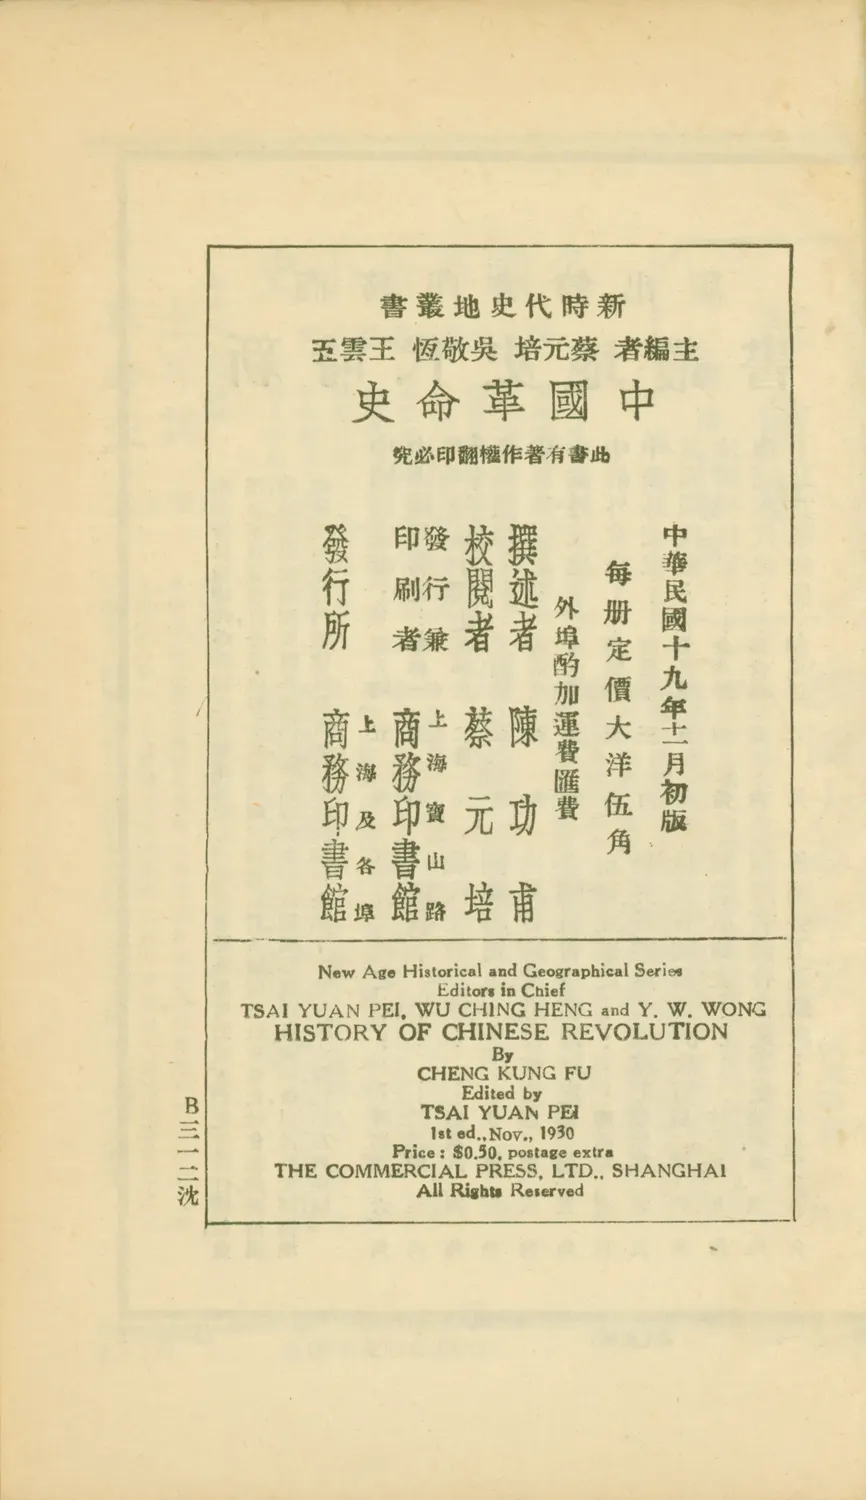 新時代史地叢書
主編者 蔡元培 吳敬恆 王雲五
中國革命史
此書有著作權翻印必究
中華民國十九年十一月初版
每册定價大洋伍角
外埠酌加運費匯費
撰述者 陳功甫
校閱者 蔡元培
發行兼
印刷者
上海寶山路
商務印書館
上海及各埠
發行所 商務印書館
New Age Historical and Geographical Series
Editors in Chief
TSAI YUAN PEI, WU CHING HENG and Y. W. WONG
HISTORY OF CHINESE REVOLUTION
By
CHENG KUNG FU
Edited by
TSAI YUAN PEI
1st ed., Nov., 1930
Price: $0.50, postage extra
THE COMMERCIAL PRESS, LTD., SHANGHAI
All Rights Reserved
B三一二沈